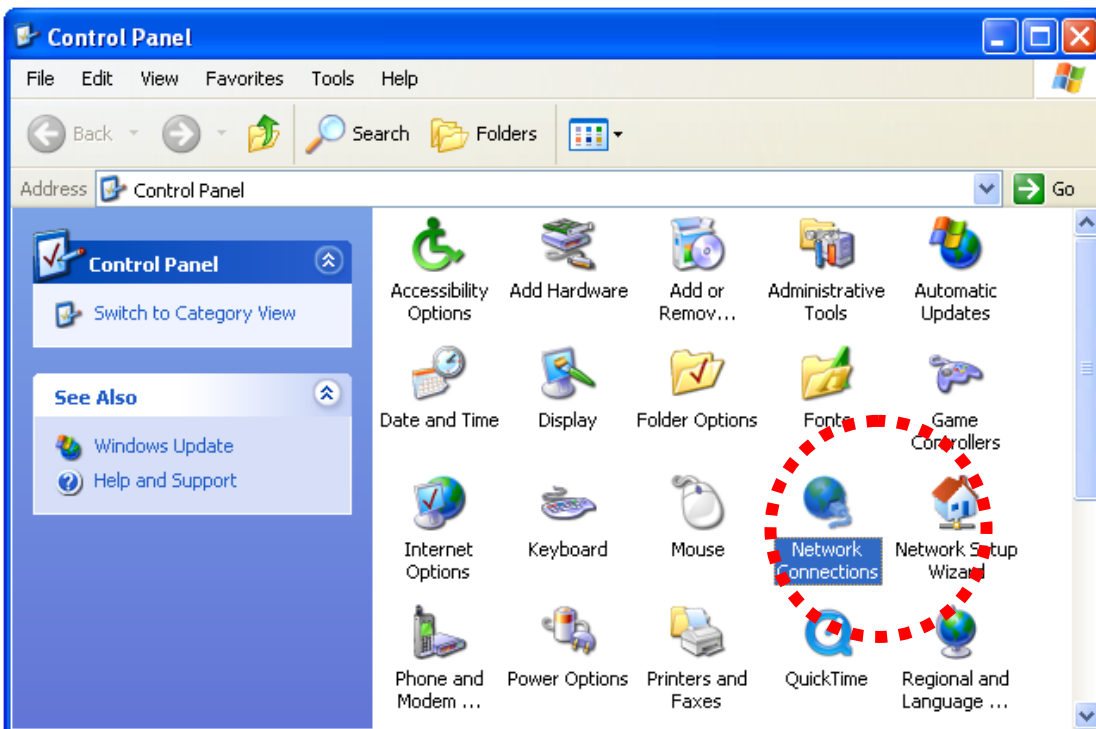 Control Panel
File Edit View Favorites Tools Help
Back Search Folders
Address Control Panel Go
Control Panel
Switch to Category View
See Also
Windows Update
Help and Support
Accessibility Options
Add Hardware
Add or Remov...
Administrative Tools
Automatic Updates
Date and Time
Display
Folder Options
Fonts
Game Controllers
Internet Options
Keyboard
Mouse
Network Connections
Network Setup Wizard
Phone and Modem ...
Power Options
Printers and Faxes
QuickTime
Regional and Language ...